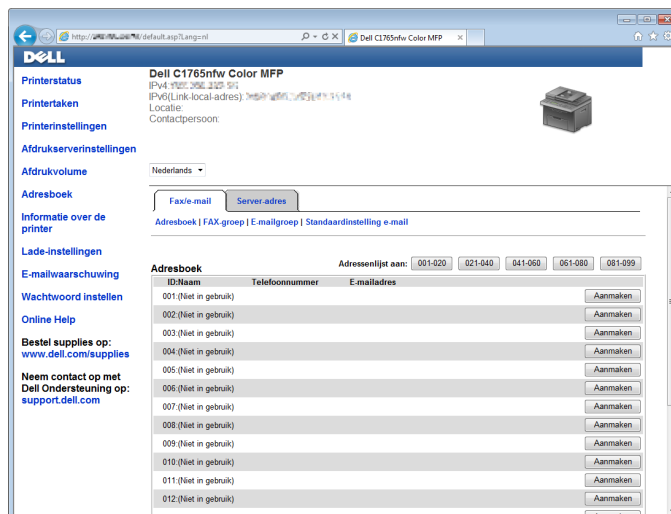 http:// /default.asp?Lang=nl
Dell C1765nfw Color MFP
DELL
Printerstatus
Printertaken
Printerinstellingen
Afdrukserverinstellingen
Afdrukvolume
Adresboek
Informatie over de
printer
Lade-instellingen
E-mailwaarschuwing
Wachtwoord instellen
Online Help
Bestel supplies op:
www.dell.com/supplies
Neem contact op met
Dell Ondersteuning op:
support.dell.com
Dell C1765nfw Color MFP
IPv4:
IPv6(Link-local-adres):
Locatie:
Contactpersoon:
Nederlands
Fax/e-mail Server-adres
Adresboek | FAX-groep | E-mailgroep | Standaardinstelling e-mail
Adressenlijst aan: 001-020 021-040 041-060 061-080 081-099
Adresboek
ID:Naam Telefoonnummer E-mailadres
001:(Niet in gebruik) Aanmaken
002:(Niet in gebruik) Aanmaken
003:(Niet in gebruik) Aanmaken
004:(Niet in gebruik) Aanmaken
005:(Niet in gebruik) Aanmaken
006:(Niet in gebruik) Aanmaken
007:(Niet in gebruik) Aanmaken
008:(Niet in gebruik) Aanmaken
009:(Niet in gebruik) Aanmaken
010:(Niet in gebruik) Aanmaken
011:(Niet in gebruik) Aanmaken
012:(Niet in gebruik) Aanmaken